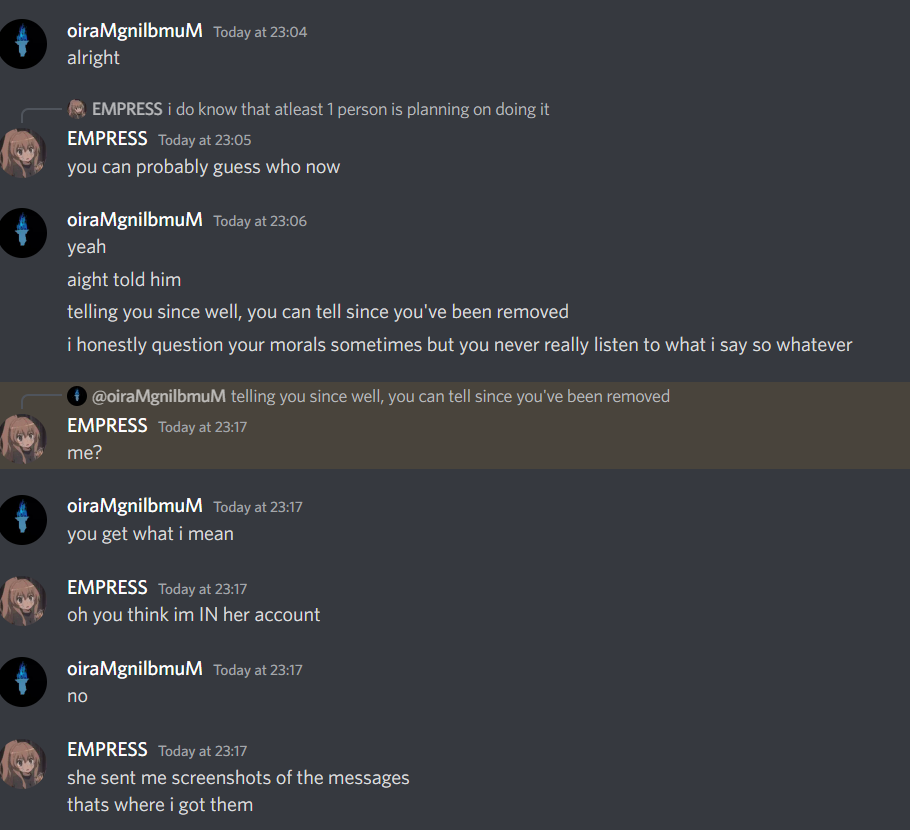 oiraMgnilbmuM Today at 23:04
alright
EMPRESS i do know that atleast 1 person is planning on doing it
EMPRESS Today at 23:05
you can probably guess who now
oiraMgnilbmuM Today at 23:06
yeah
aight told him
telling you since well, you can tell since you've been removed
i honestly question your morals sometimes but you never really listen to what i say so whatever
@oiraMgnilbmuM telling you since well, you can tell since you've been removed
EMPRESS Today at 23:17
me?
oiraMgnilbmuM Today at 23:17
you get what i mean
EMPRESS Today at 23:17
oh you think im IN her account
oiraMgnilbmuM Today at 23:17
no
EMPRESS Today at 23:17
she sent me screenshots of the messages
thats where i got them